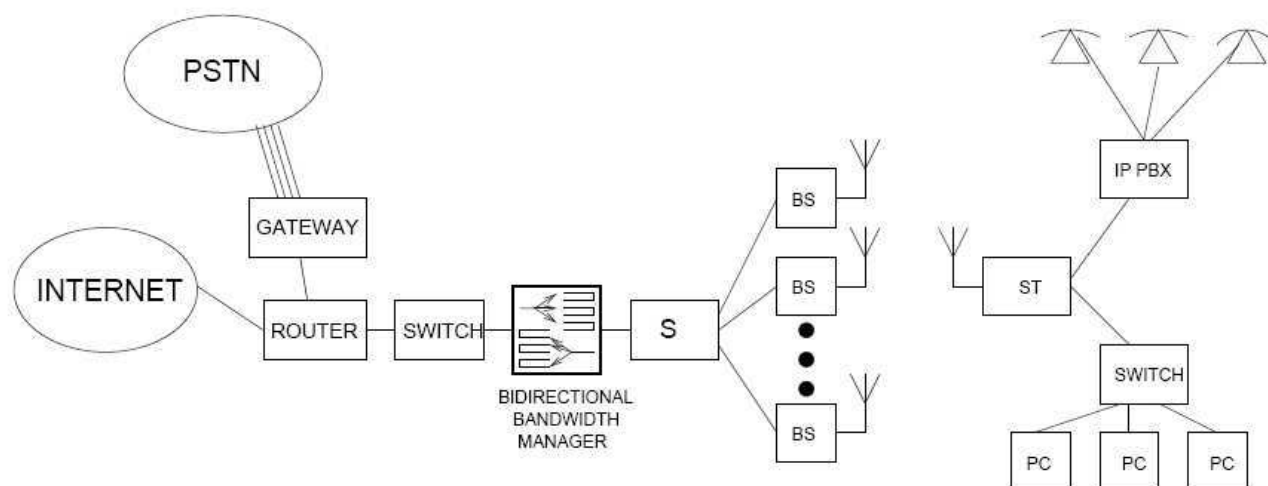 PSTN
GATEWAY
INTERNET
ROUTER
SWITCH
BIDIRECTIONAL
BANDWIDTH
MANAGER
S
BS
BS
BS
IP PBX
ST
SWITCH
PC
PC
PC